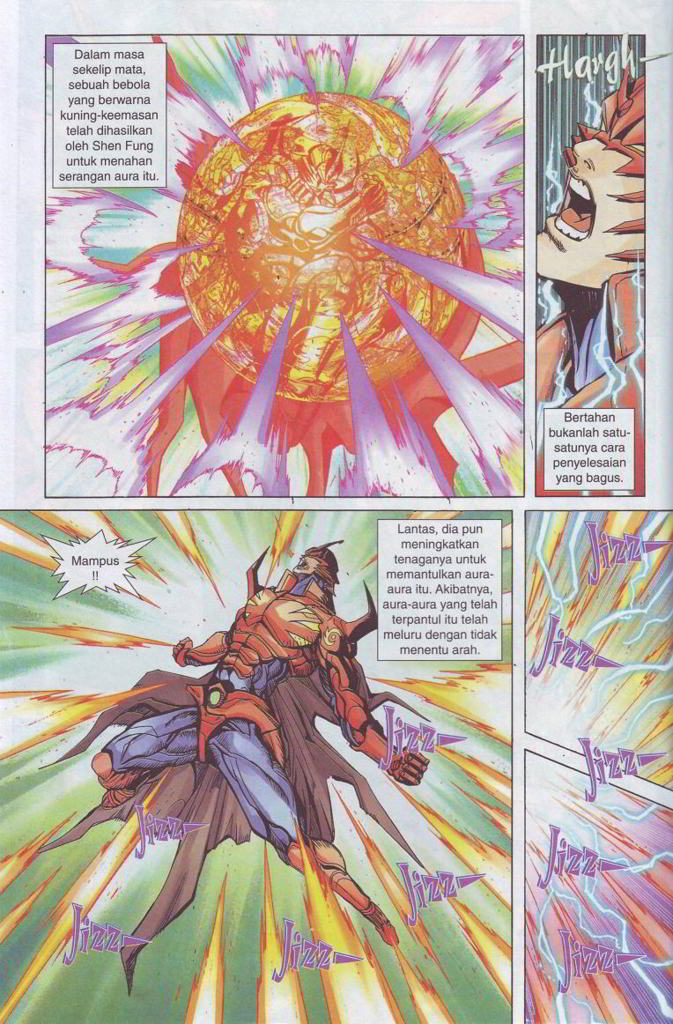 Dalam masa
sekelip mata,
sebuah bebola
yang berwarna
kuning-keemasan
telah dihasilkan
oleh Shen Fung
untuk menahan
serangan aura itu.
Hargh
Bertahan
bukanlah satu-
satunya cara
penyelesaian
yang bagus.
Mampus
!!
Lantas, dia pun
meningkatkan
tenaganya untuk
memantulkan aura-
aura itu. Akibatnya,
aura-aura yang telah
terpantul itu telah
meluru dengan tidak
menentu arah.
Jizz
Jizz
Jizz
Jizz
Jizz
Jizz
Jizz
Jizz
Jizz
Jizz